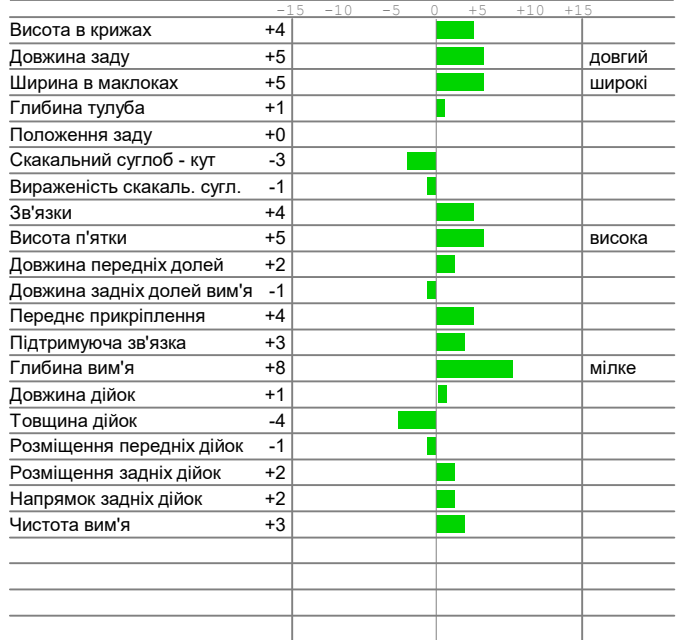 -15 -10 -5 0 +5 +10 +15
Висота в крижах +4
Довжина заду +5 довгий
Ширина в маклоках +5 широкі
Глибина тулуба +1
Положення заду +0
Скакальний суглоб - кут -3
Вираженість скакаль. сугл. -1
Зв'язки +4
Висота п'ятки +5 висока
Довжина передніх долей +2
Довжина задніх долей вим'я -1
Переднє прикріплення +4
Підтримуюча зв'язка +3
Глибина вим'я +8 мілке
Довжина дійок +1
Товщина дійок -4
Розміщення передніх дійок -1
Розміщення задніх дійок +2
Напрямок задніх дійок +2
Чистота вим'я +3